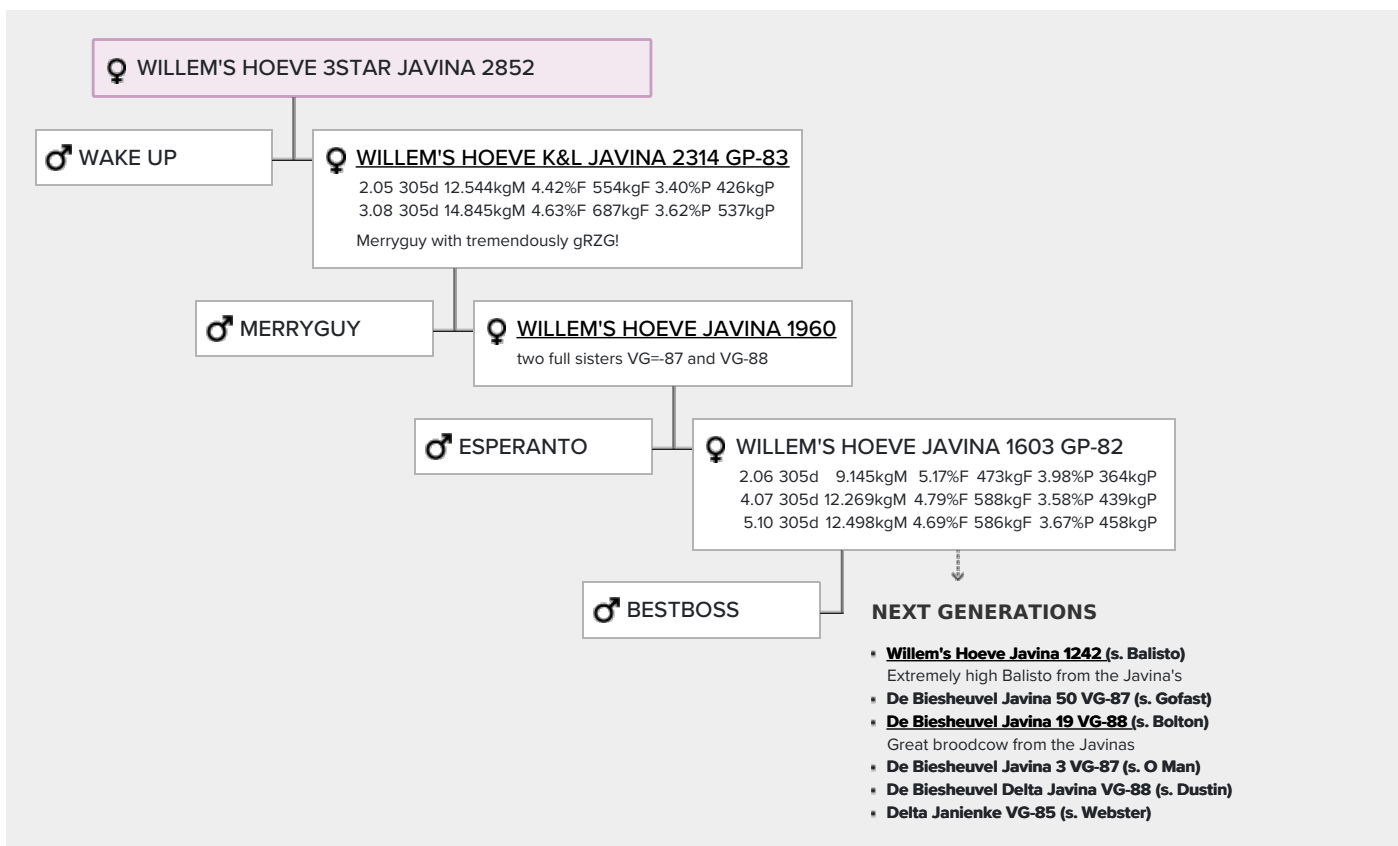 WILLEM'S HOEVE 3STAR JAVINA 2852
WAKE UP
WILLEM'S HOEVE K&L JAVINA 2314 GP-83
2.05 305d 12.544kgM 4.42%F 554kgF 3.40%P 426kgP
3.08 305d 14.845kgM 4.63%F 687kgF 3.62%P 537kgP
Merryguy with tremendously gRZG!
MERRYGUY
WILLEM'S HOEVE JAVINA 1960
two full sisters VG=-87 and VG-88
ESPERANTO
WILLEM'S HOEVE JAVINA 1603 GP-82
2.06 305d 9.145kgM 5.17%F 473kgF 3.98%P 364kgP
4.07 305d 12.269kgM 4.79%F 588kgF 3.58%P 439kgP
5.10 305d 12.498kgM 4.69%F 586kgF 3.67%P 458kgP
BESTBOSS
NEXT GENERATIONS
Willem's Hoeve Javina 1242 (s. Balisto)
Extremely high Balisto from the Javina's
De Biesheuvel Javina 50 VG-87 (s. Gofast)
De Biesheuvel Javina 19 VG-88 (s. Bolton)
Great broodcow from the Javinas
De Biesheuvel Javina 3 VG-87 (s. O Man)
De Biesheuvel Delta Javina VG-88 (s. Dustin)
Delta Janienke VG-85 (s. Webster)